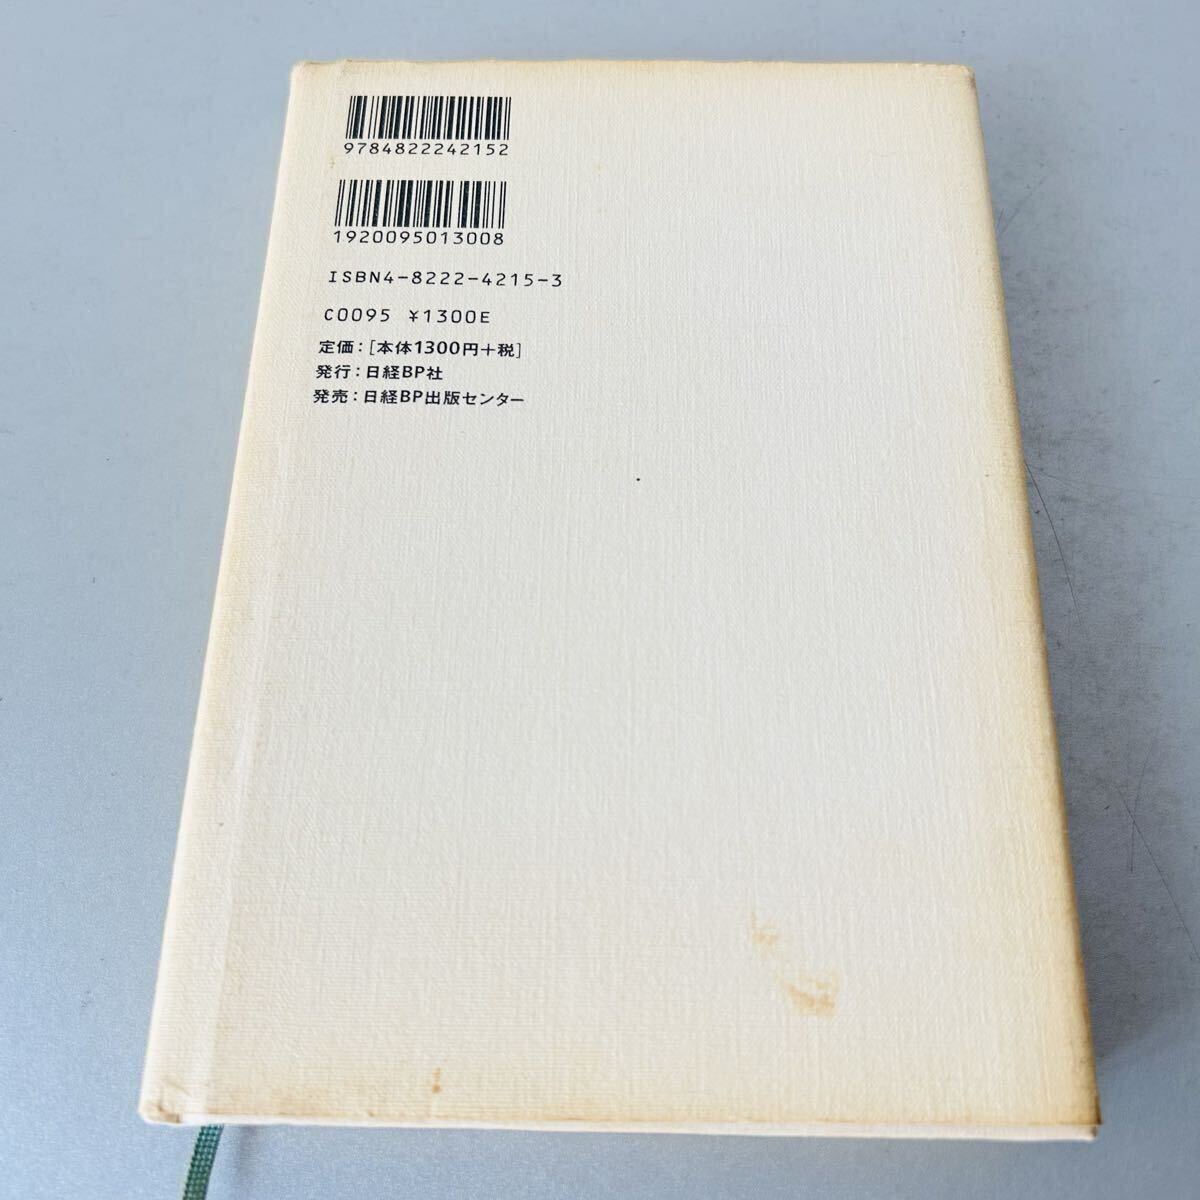 9784822242152
1920095013008
ISBN4-8222-4215-3
C0095 ¥1300E
定価：［本体1300円＋税］
発行：日経BP社
発売：日経BP出版センター